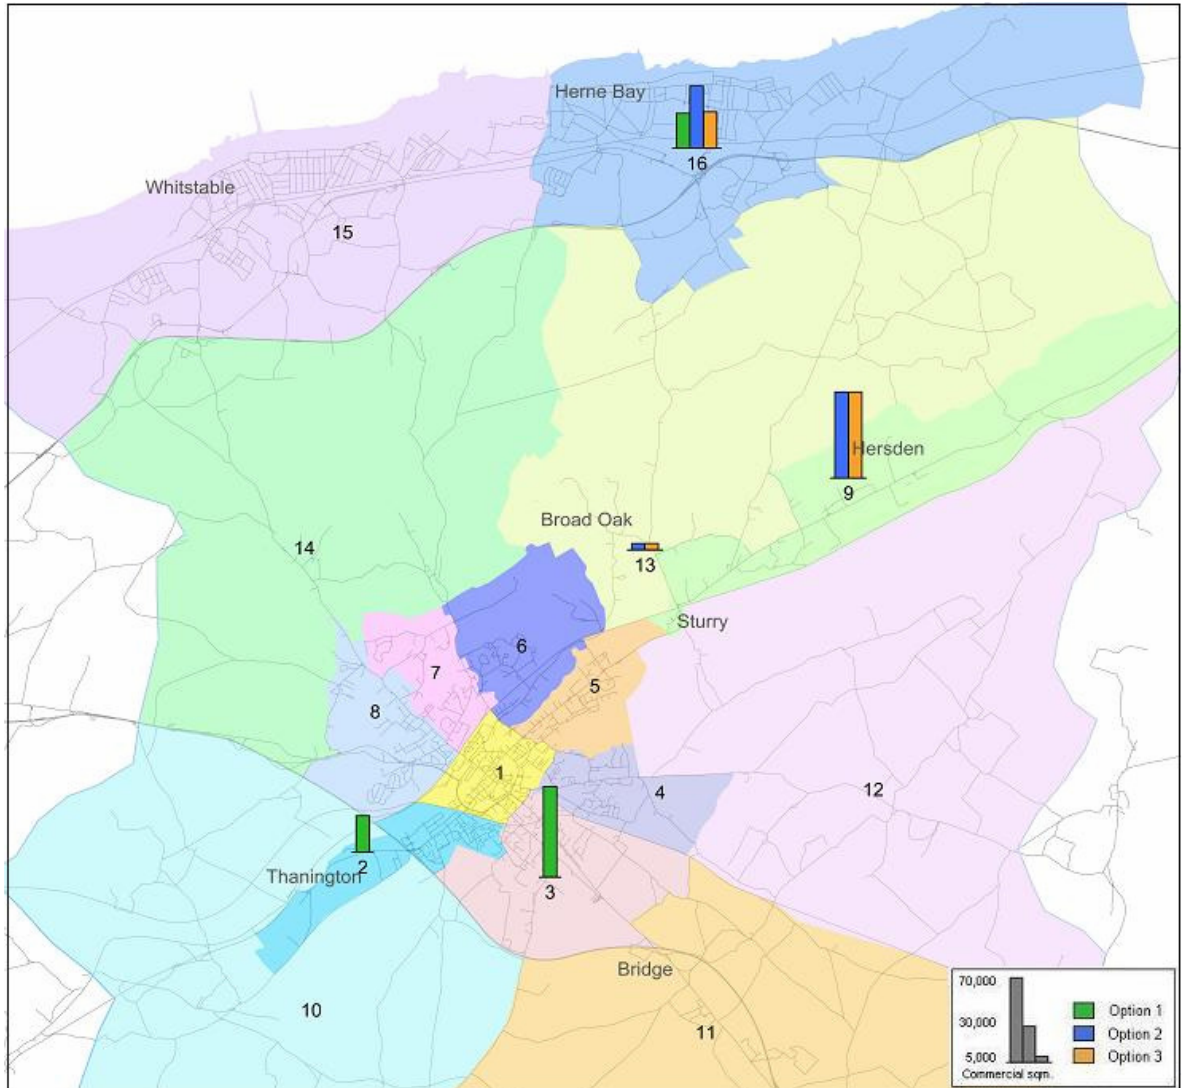 Herne Bay
16
Whitstable
15
Hersden
9
Broad Oak
13
14
Sturry
6
7
5
8
1
4
12
2
Thanington
3
Bridge
10
11
70,000
30,000
5,000
Commercial sqm.
Option 1
Option 2
Option 3